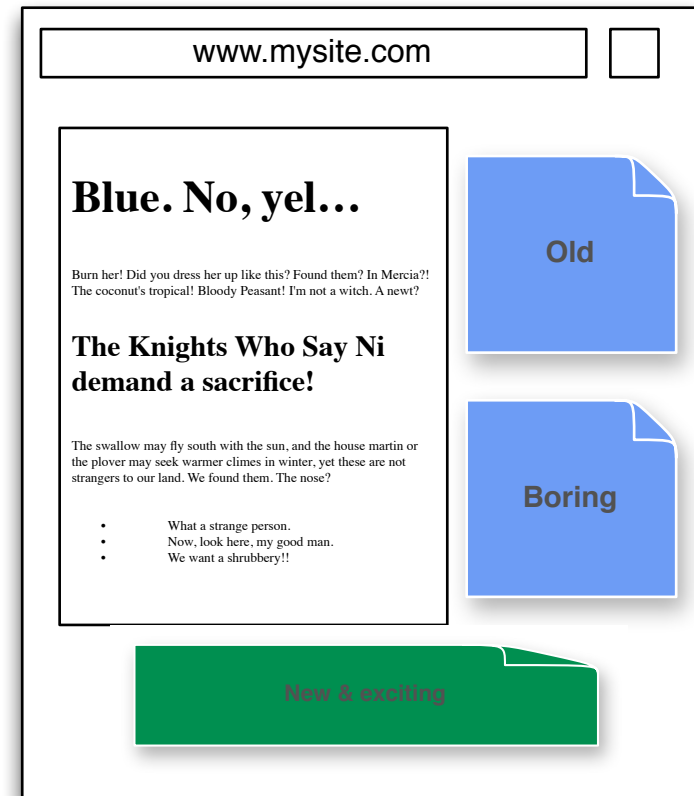 www.mysite.com
Blue. No, yel…
Burn her! Did you dress her up like this? Found them? In Mercia?!
The coconut's tropical! Bloody Peasant! I'm not a witch. A newt?
The Knights Who Say Ni
demand a sacrifice!
The swallow may fly south with the sun, and the house martin or
the plover may seek warmer climes in winter, yet these are not
strangers to our land. We found them. The nose?
• What a strange person.
• Now, look here, my good man.
• We want a shrubbery!!
Old
Boring
New & exciting